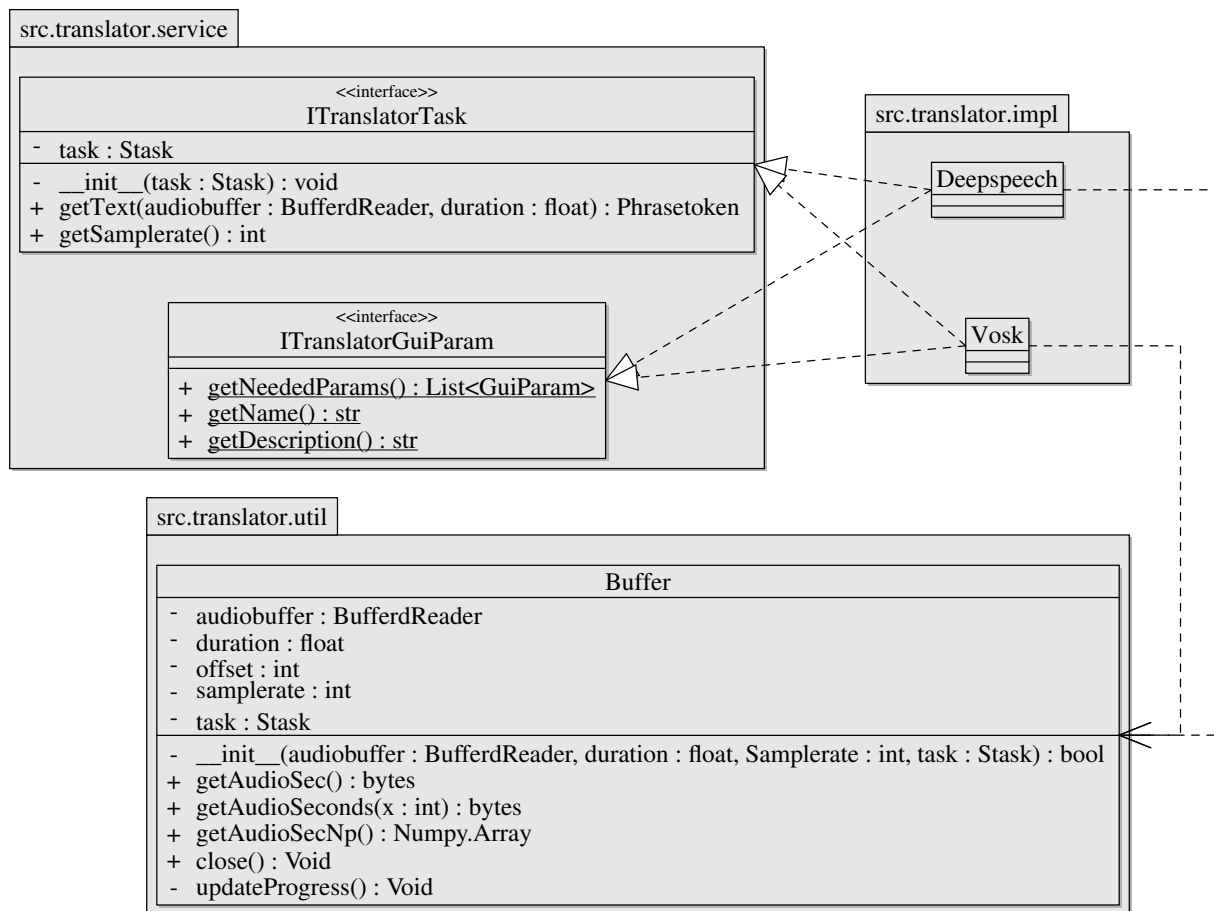 src.translator.service
<<interface>>
ITranslatorTask
- task : Stask
- __init__(task : Stask) : void
+ getText(audiobuffer : BufferdReader, duration : float) : Phrasetoken
+ getSamplerate() : int
<<interface>>
ITranslatorGuiParam
+ getNeededParams() : List<GuiParam>
+ getName() : str
+ getDescription() : str
src.translator.impl
Deepspeech
Vosk
src.translator.util
Buffer
- audiobuffer : BufferdReader
- duration : float
- offset : int
- samplerate : int
- task : Stask
- __init__(audiobuffer : BufferdReader, duration : float, Samplerate : int, task : Stask) : bool
+ getAudioSec() : bytes
+ getAudioSeconds(x : int) : bytes
+ getAudioSecNp() : Numpy.Array
+ close() : Void
- updateProgress() : Void